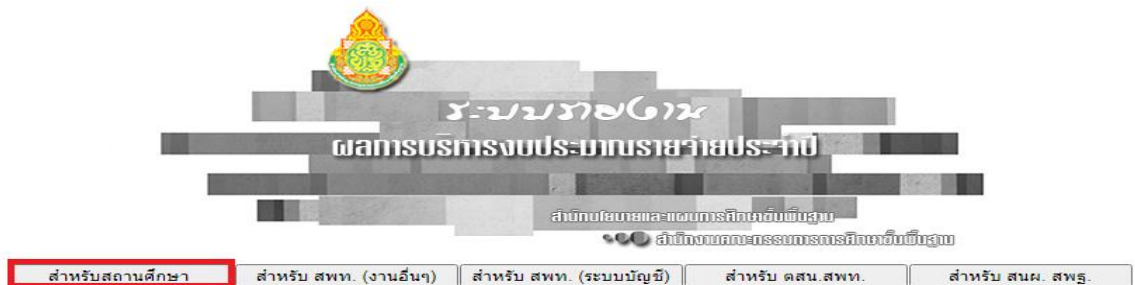 ระบบรายงาน
ผลการบริหารงบประมาณรายจ่ายประจำปี
สำนักนโยบายและแผนการศึกษาขั้นพื้นฐาน
สำนักงานคณะกรรมการการศึกษาขั้นพื้นฐาน
สำหรับสถานศึกษา สำหรับ สพท. (งานอื่นๆ) สำหรับ สพท. (ระบบบัญชี) สำหรับ ตสน.สพท. สำหรับ สนผ. สพฐ.